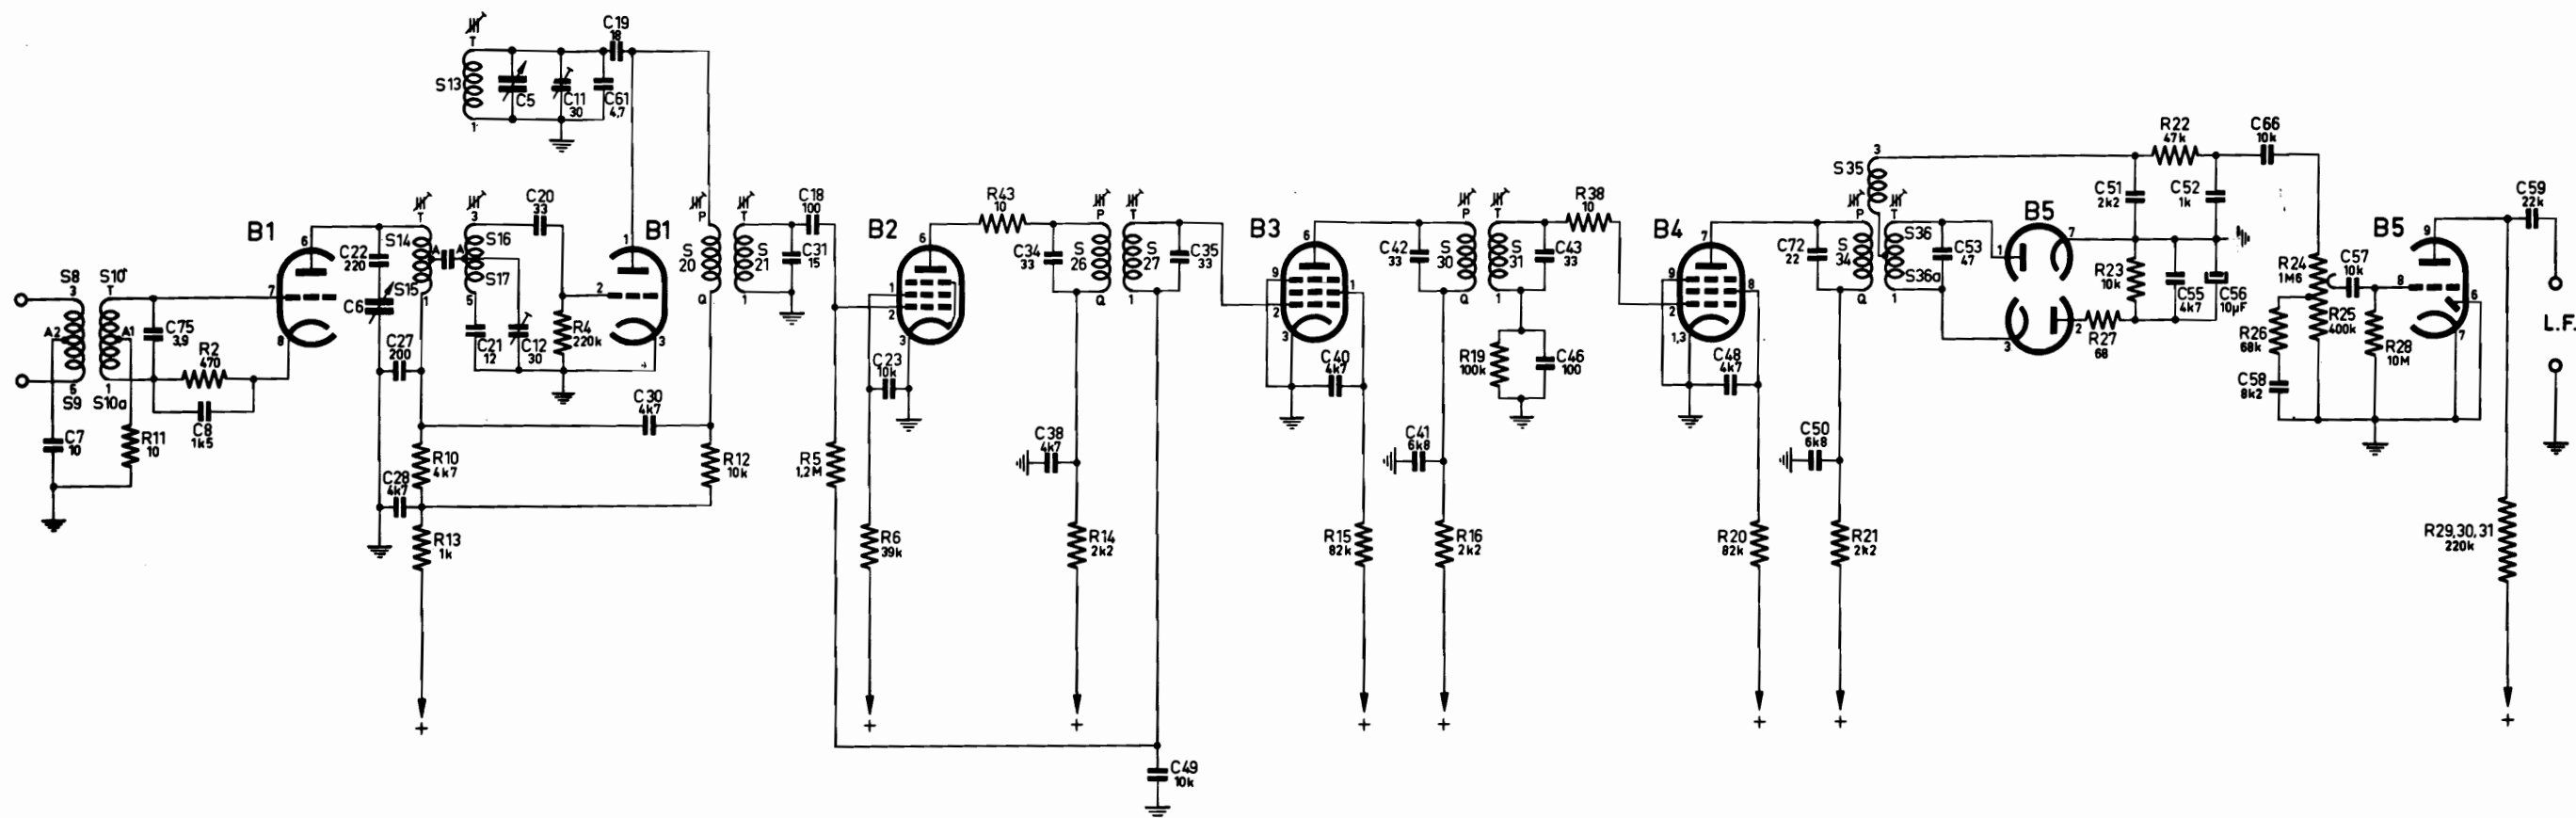 T
S13
1
C5
C11
30
C61
4,7
C19
18
S8
3
A2
6
S9
C7
10
S10
T
A1
1
S10a
R11
10
C75
3,9
R2
470
C8
1k5
B1
6
7
8
C22
220
C6
C27
200
C28
4k7
T
S14
S15
1
A
A
R10
4k7
R13
1k
+
3
S16
S17
5
C21
12
C12
30
C20
33
R4
220k
B1
1
2
3
C30
4k7
R12
10k
P
S
20
Q
T
S
21
1
C31
15
C18
100
R5
1,2M
B2
6
1
2
3
C23
10k
R6
39k
+
R43
10
C34
33
P
S
26
Q
C38
4k7
R14
2k2
+
T
S
27
1
C35
33
C49
10k
B3
6
9
2
1
3
C40
4k7
R15
82k
+
C42
33
P
S
30
Q
C41
6k8
R16
2k2
+
T
S
31
1
C43
33
R19
100k
C46
100
R38
10
B4
7
9
2
8
1,3
C48
4k7
R20
82k
+
C72
22
P
S
34
Q
C50
6k8
R21
2k2
+
S35
3
T
S36
S36a
1
C53
47
B5
1
7
3
2
R27
68
C51
2k2
R22
47k
C52
1k
C66
10k
R23
10k
C55
4k7
C56
10µF
R24
1M6
R25
400k
R26
68k
C58
8k2
C57
10k
R28
10M
B5
9
8
6
7
C59
22k
L.F.
R29,30,31
220k
+